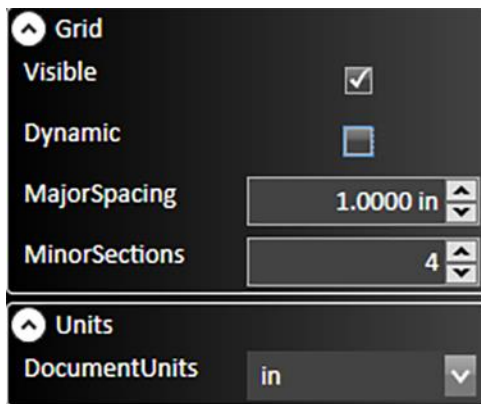 Grid
Visible
Dynamic
MajorSpacing 1.0000 in
MinorSections 4
Units
DocumentUnits in